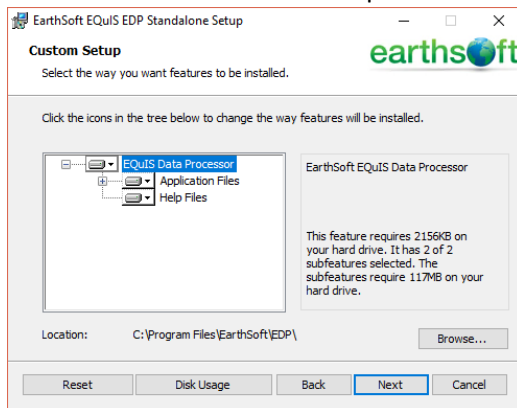 EarthSoft EQuIS EDP Standalone Setup
Custom Setup
Select the way you want features to be installed.
earthsoft
Click the icons in the tree below to change the way features will be installed.
EQuIS Data Processor
Application Files
Help Files
EarthSoft EQuIS Data Processor
This feature requires 2156KB on
your hard drive. It has 2 of 2
subfeatures selected. The
subfeatures require 117MB on your
hard drive.
Location: C:\Program Files\EarthSoft\EDP\
Browse...
Reset Disk Usage Back Next Cancel